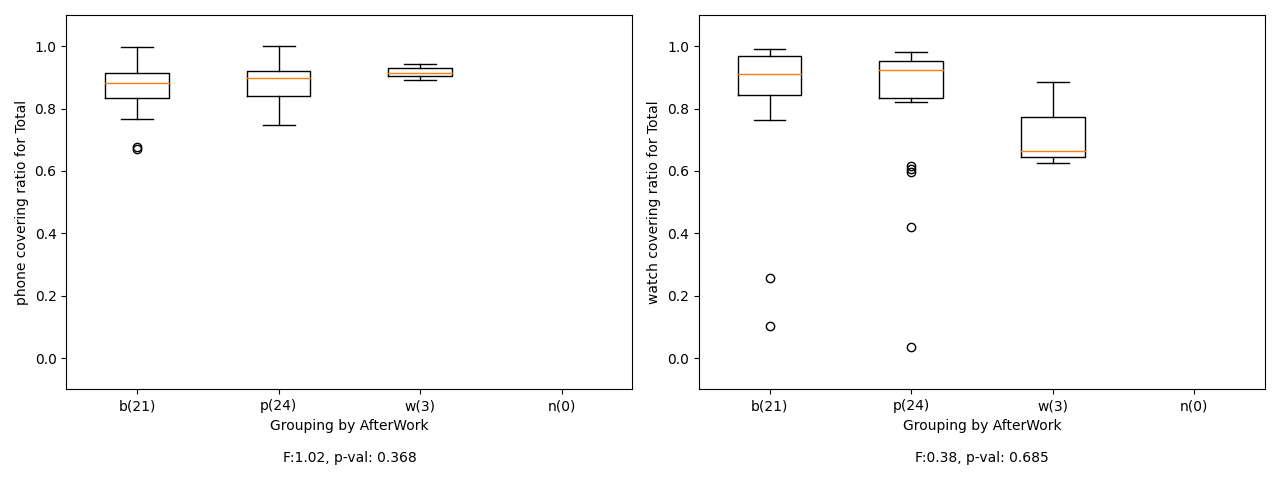 phone covering ratio for Total
1.0
0.8
0.6
0.4
0.2
0.0
b(21) p(24) w(3) n(0)
Grouping by AfterWork
F:1.02, p-val: 0.368
watch covering ratio for Total
1.0
0.8
0.6
0.4
0.2
0.0
b(21) p(24) w(3) n(0)
Grouping by AfterWork
F:0.38, p-val: 0.685